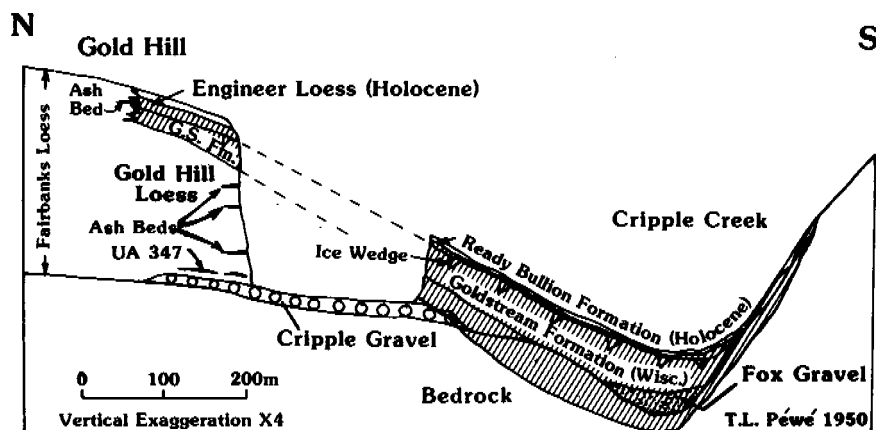 N
S
Gold Hill
Ash
Bed
Engineer Loess (Holocene)
G.S. Fm.
Fairbanks Loess
Gold Hill
Loess
Ash Beds
UA 347
Cripple Creek
Ice Wedge
Ready Bullion Formation (Holocene)
Goldstream Formation (Wisc.)
Cripple Gravel
Fox Gravel
Bedrock
0 100 200m
Vertical Exaggeration X4
T.L. Péwé 1950